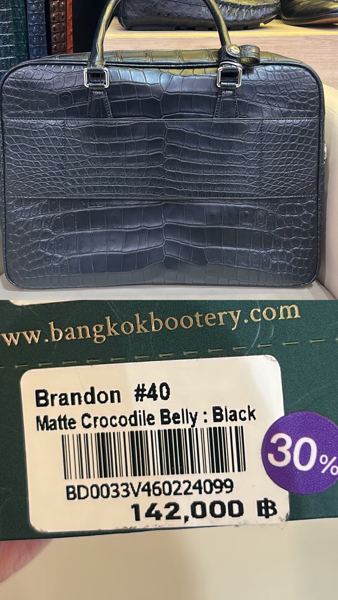 www.bangkokbootery.com
Brandon #40
Matte Crocodile Belly : Black
BD0033V460224099
142,000 ฿
30%